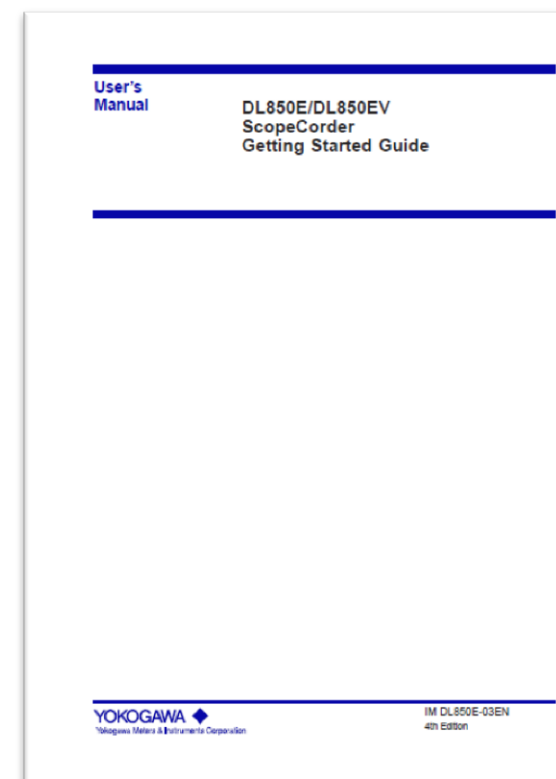 User's
Manual
DL850E/DL850EV
ScopeCorder
Getting Started Guide
YOKOGAWA
Yokogawa Meters & Instruments Corporation
IM DL850E-03EN
4th Edition